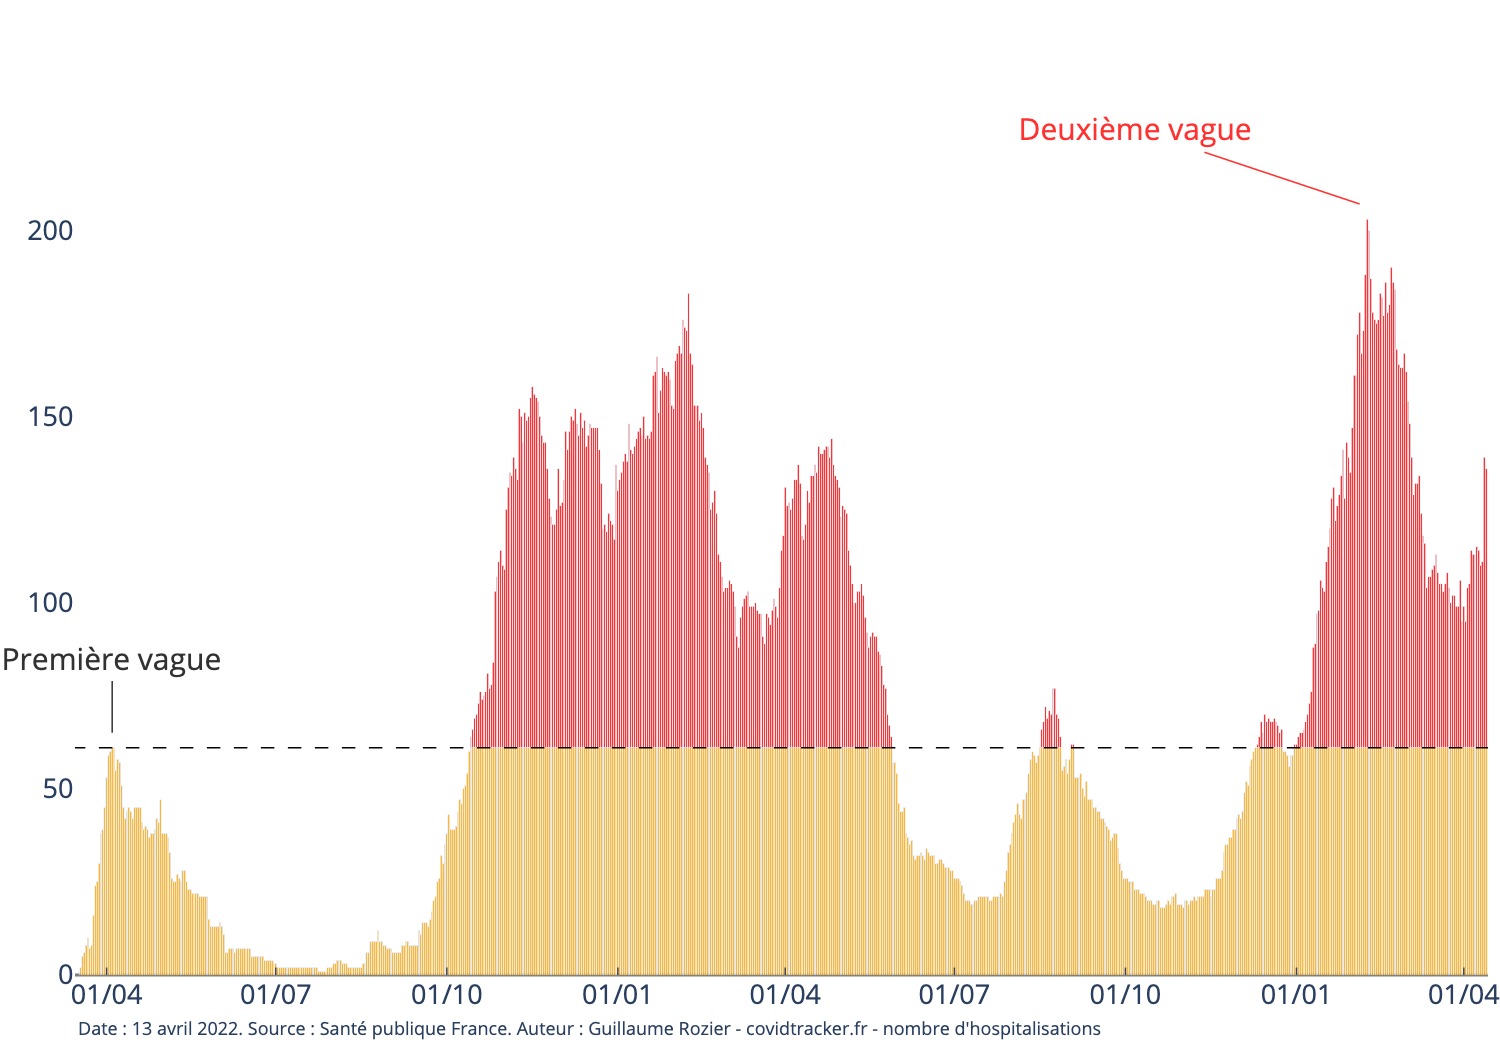 Deuxième vague
200
150
100
Première vague
50
0
01/04 01/07 01/10 01/01 01/04 01/07 01/10 01/01 01/04
Date : 13 avril 2022. Source : Santé publique France. Auteur : Guillaume Rozier - covidtracker.fr - nombre d'hospitalisations